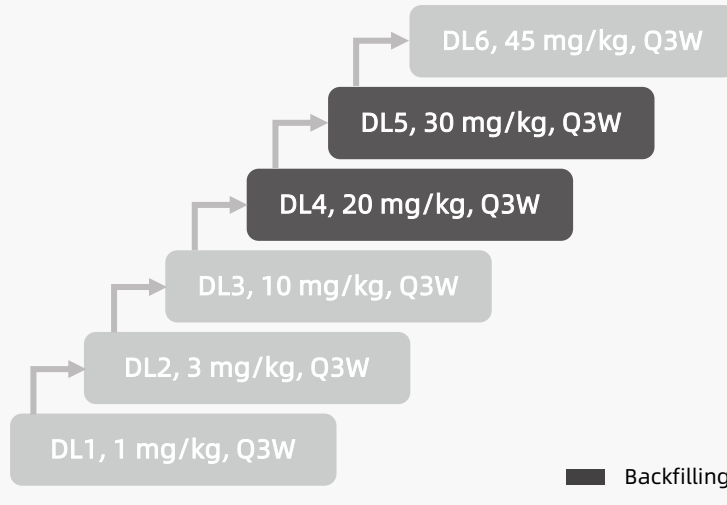 DL6, 45 mg/kg, Q3W
DL5, 30 mg/kg, Q3W
DL4, 20 mg/kg, Q3W
DL3, 10 mg/kg, Q3W
DL2, 3 mg/kg, Q3W
DL1, 1 mg/kg, Q3W
Backfilling